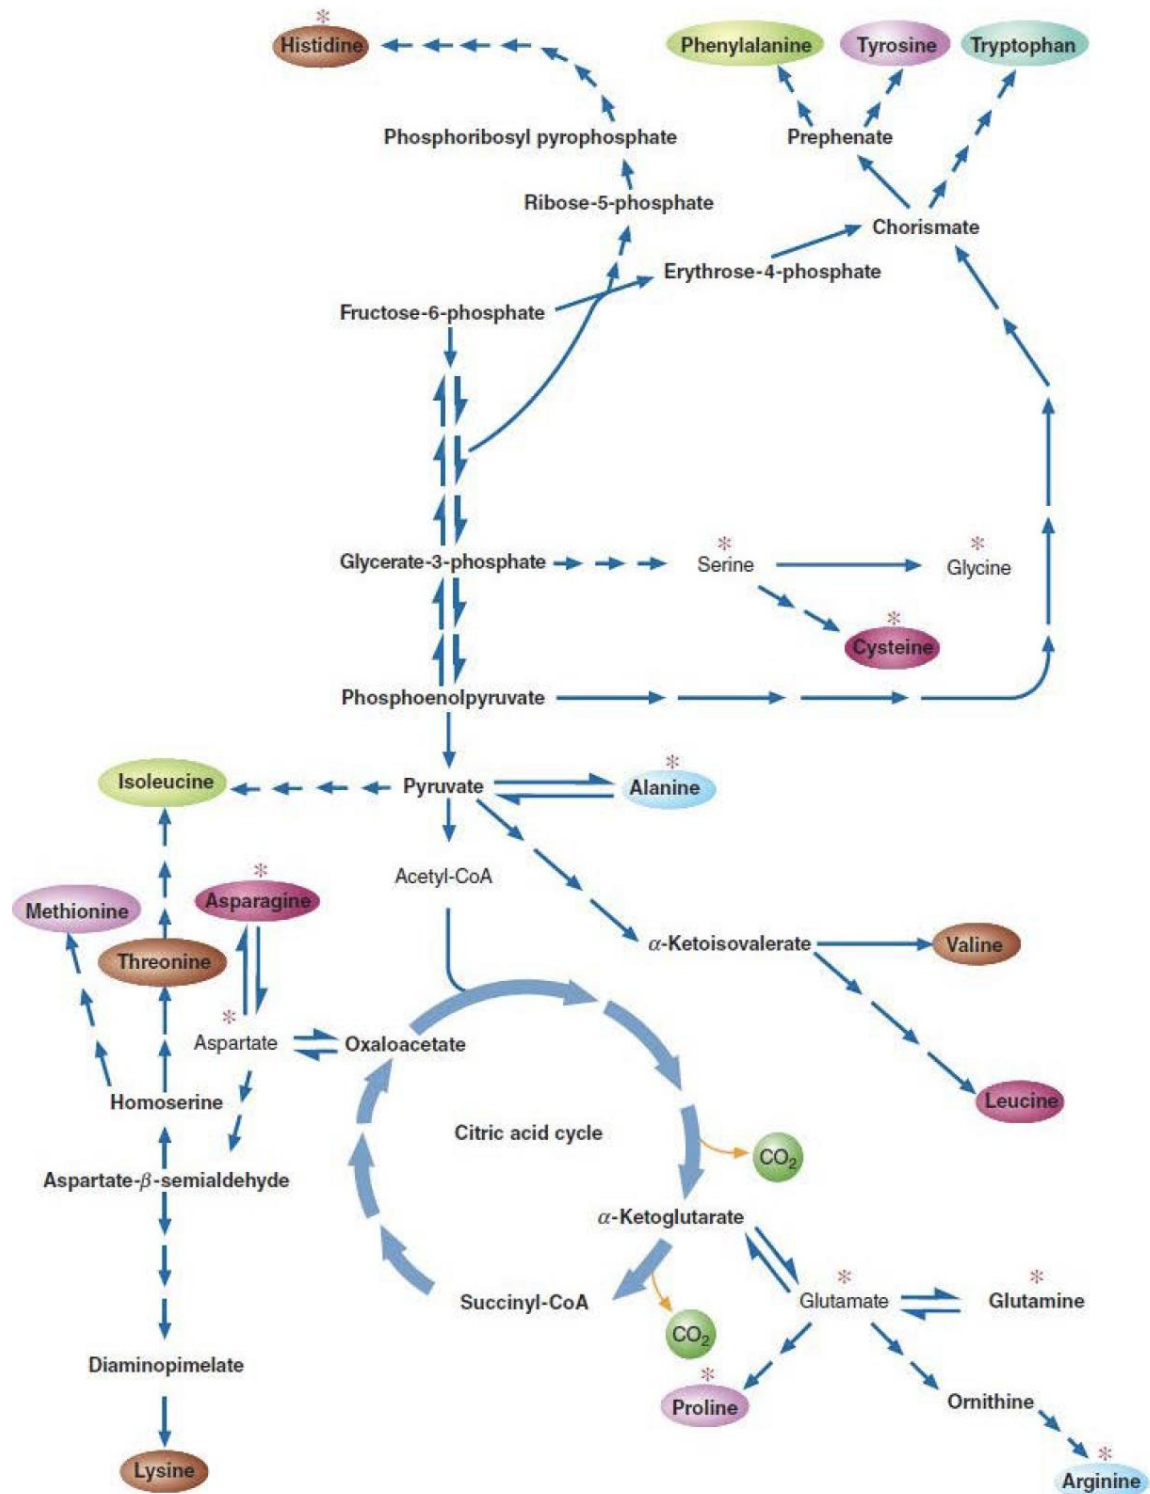 *
Histidine
Phenylalanine
Tyrosine
Tryptophan
Phosphoribosyl pyrophosphate
Prephenate
Ribose-5-phosphate
Chorismate
Erythrose-4-phosphate
Fructose-6-phosphate
Glycerate-3-phosphate
*
Serine
*
Glycine
*
Cysteine
Phosphoenolpyruvate
Isoleucine
Pyruvate
*
Alanine
Acetyl-CoA
Methionine
*
Asparagine
Threonine
α-Ketoisovalerate
Valine
*
Aspartate
Oxaloacetate
Homoserine
Leucine
Citric acid cycle
CO₂
Aspartate-β-semialdehyde
α-Ketoglutarate
Succinyl-CoA
*
Glutamate
*
Glutamine
CO₂
Diaminopimelate
*
Proline
Ornithine
Lysine
*
Arginine